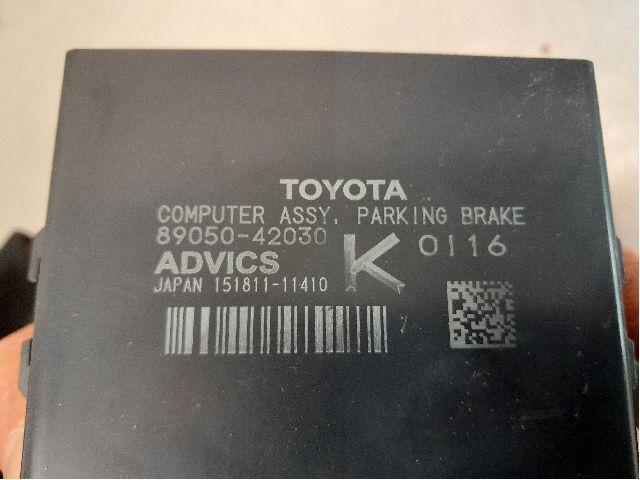 TOYOTA
COMPUTER ASSY, PARKING BRAKE
89050-42030
K
0116
ADVICS
JAPAN 151811-11410